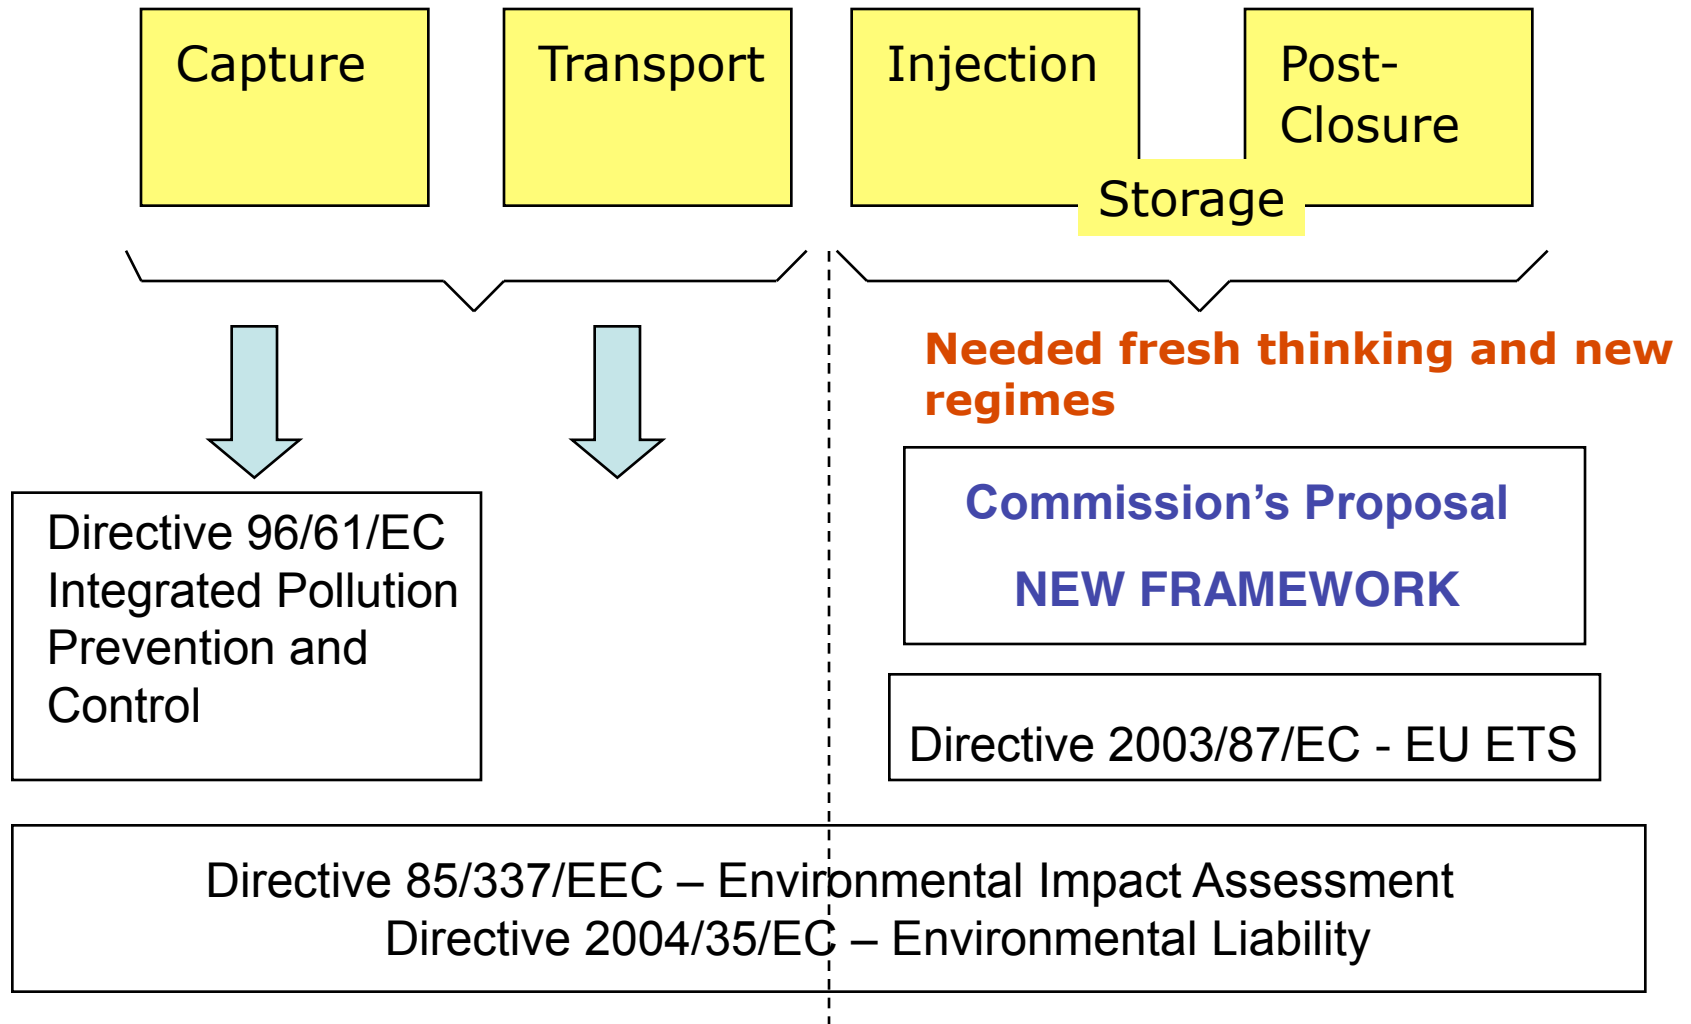 Capture
Transport
Injection
Post-
Closure
Storage
Needed fresh thinking and new
regimes
Directive 96/61/EC
Integrated Pollution
Prevention and
Control
Commission’s Proposal
NEW FRAMEWORK
Directive 2003/87/EC - EU ETS
Directive 85/337/EEC – Environmental Impact Assessment
Directive 2004/35/EC – Environmental Liability